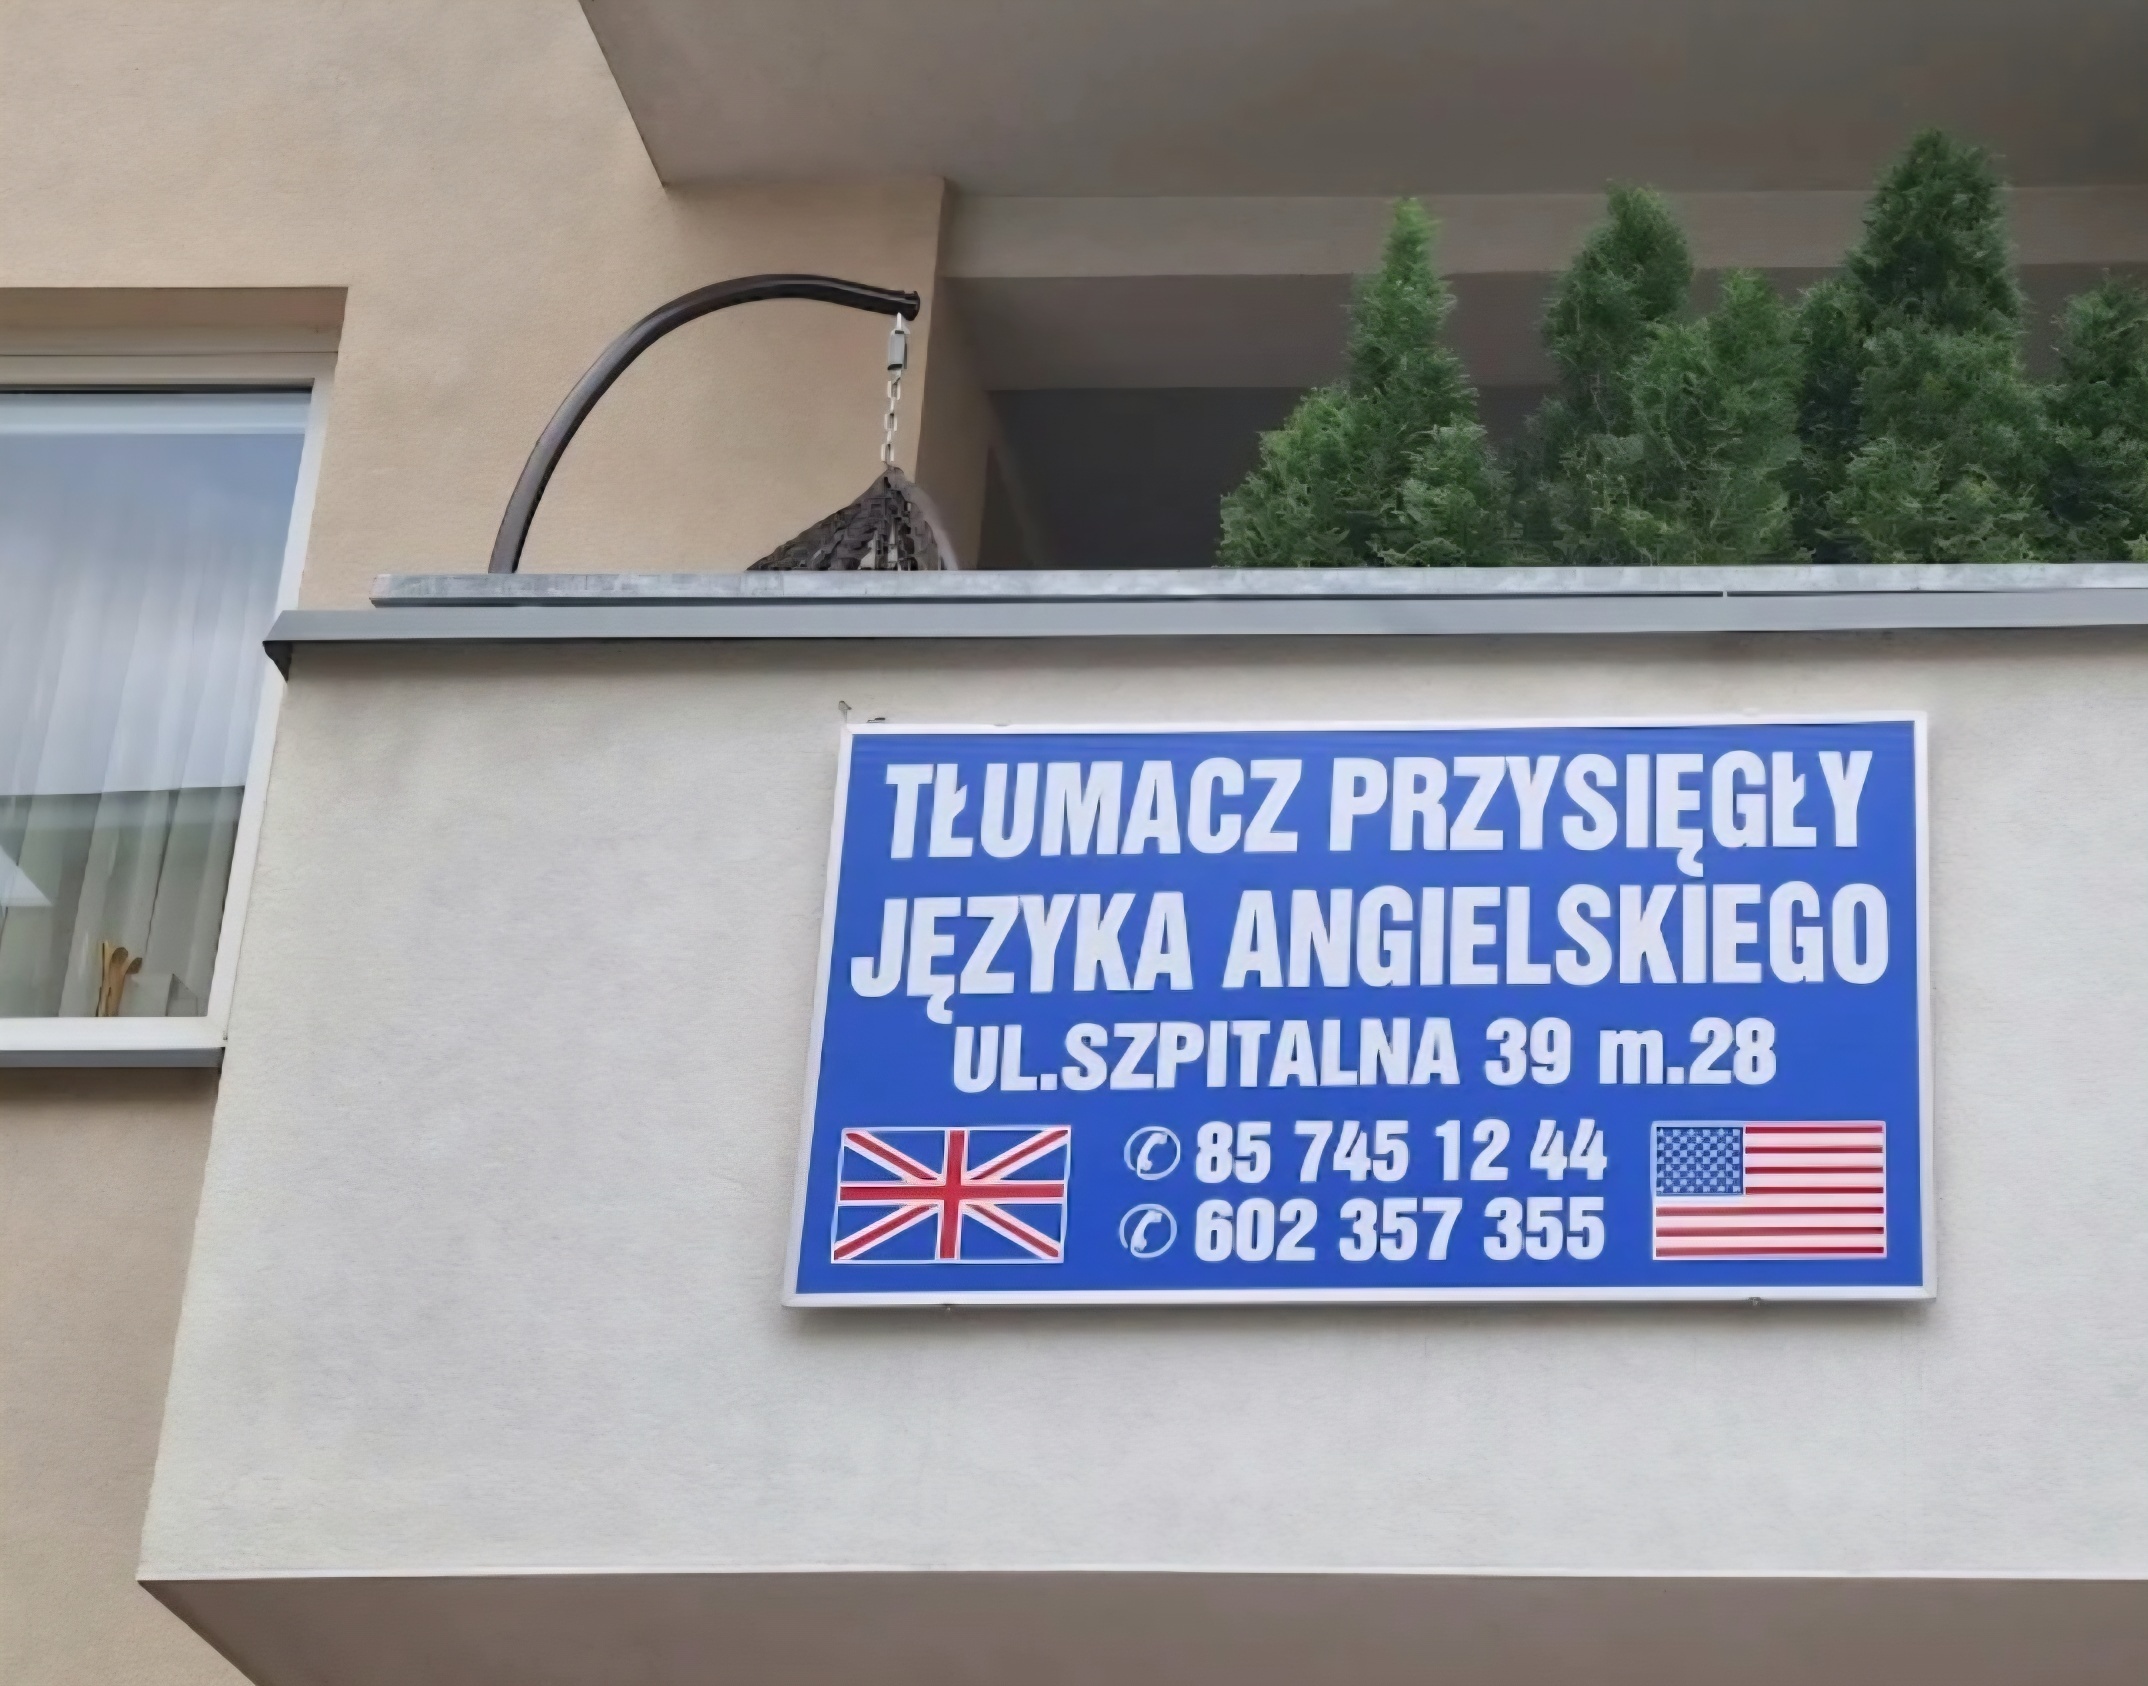 TŁUMACZ PRZYSIĘGŁY
JĘZYKA ANGIELSKIEGO
UL.SZPITALNA 39 m.28
✆ 85 745 12 44
✆ 602 357 355